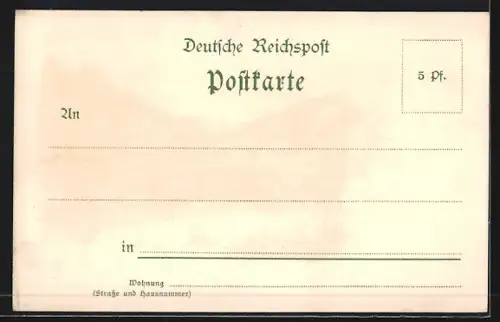 Deutsche Reichspost
Postkarte
5 Pf.
An
in
Wohnung
(Straße und Hausnummer)